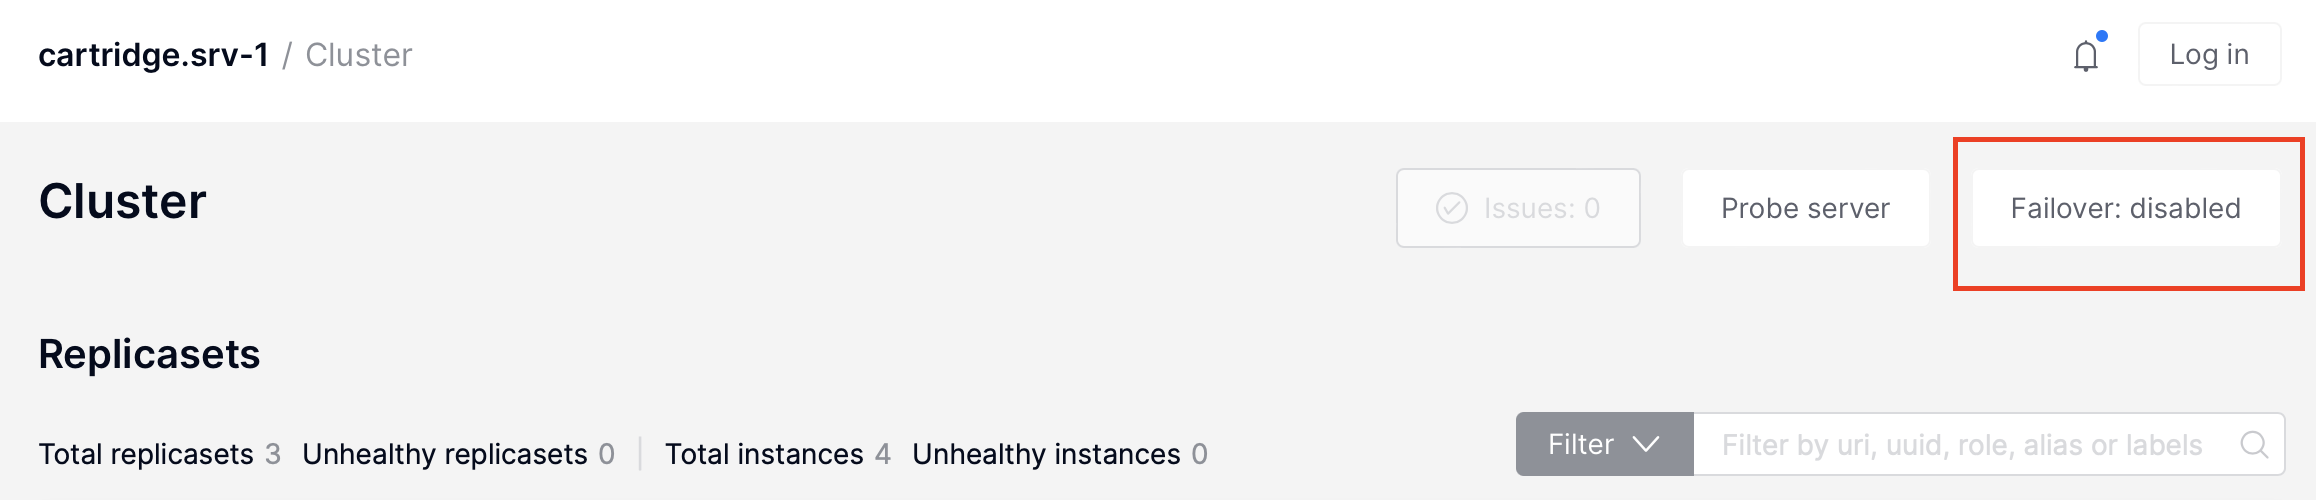 cartridge.srv-1 / Cluster
Log in
Cluster
Issues: 0
Probe server
Failover: disabled
Replicasets
Total replicasets 3 Unhealthy replicasets 0 | Total instances 4 Unhealthy instances 0
Filter
Filter by uri, uuid, role, alias or labels